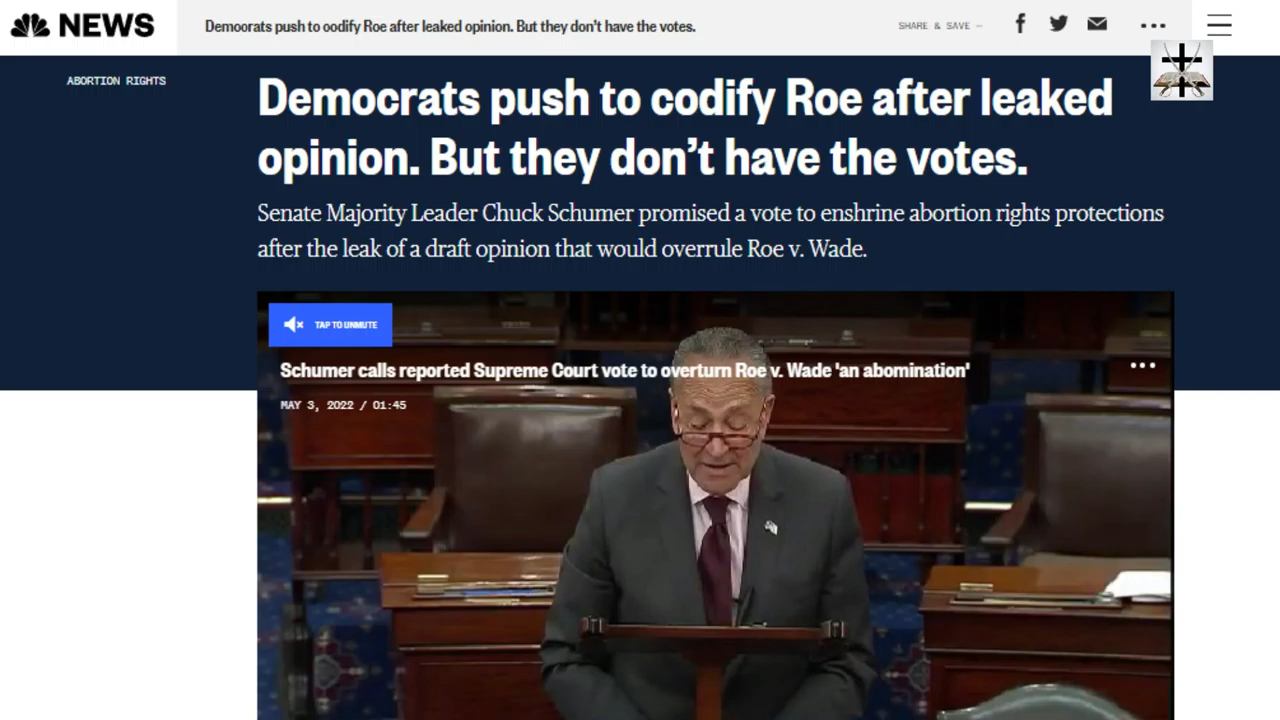 NEWS
Democrats push to codify Roe after leaked opinion. But they don't have the votes.
SHARE & SAVE —
ABORTION RIGHTS
Democrats push to codify Roe after leaked
opinion. But they don’t have the votes.
Senate Majority Leader Chuck Schumer promised a vote to enshrine abortion rights protections
after the leak of a draft opinion that would overrule Roe v. Wade.
TAP TO UNMUTE
Schumer calls reported Supreme Court vote to overturn Roe v. Wade 'an abomination'
MAY 3, 2022 / 01:45